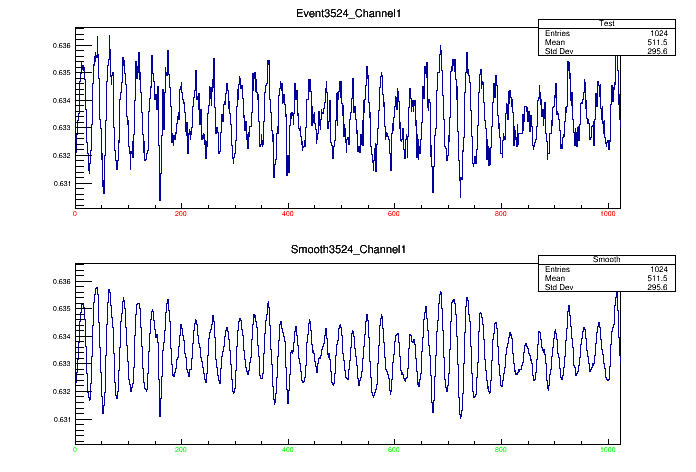 Event3524_Channel1
Test
Entries 1024
Mean 511.5
Std Dev 295.6
0.636
0.635
0.634
0.633
0.632
0.631
0 200 400 600 800 1000
Smooth3524_Channel1
Smooth
Entries 1024
Mean 511.5
Std Dev 295.6
0.636
0.635
0.634
0.633
0.632
0.631
0 200 400 600 800 1000